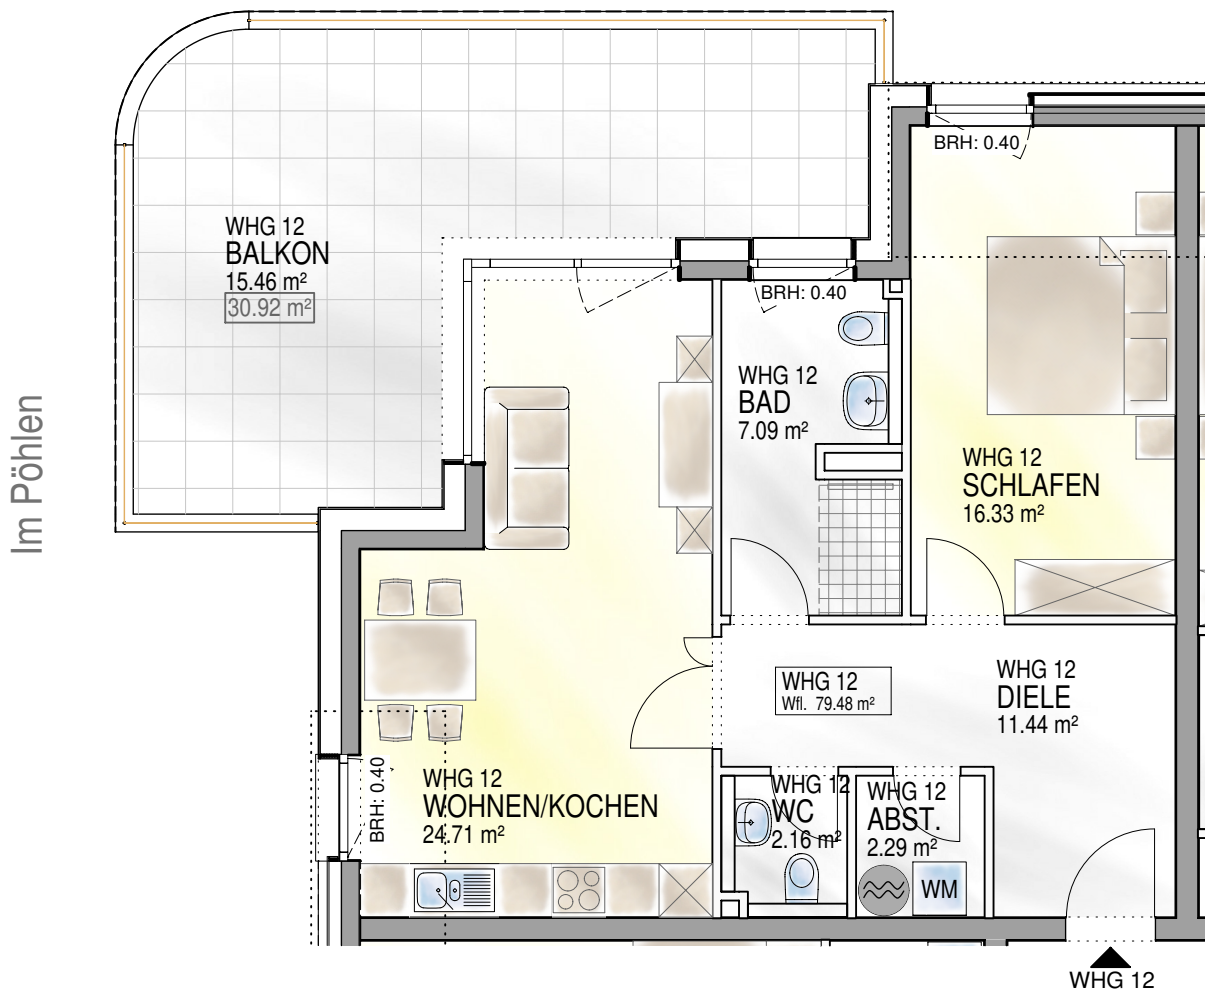 BRH: 0.40
WHG 12
BALKON
15.46 m²
30.92 m²
BRH: 0.40
WHG 12
BAD
7.09 m²
WHG 12
SCHLAFEN
16.33 m²
Im Pöhlen
WHG 12
Wfl. 79.48 m²
WHG 12
DIELE
11.44 m²
BRH: 0.40
WHG 12
WOHNEN/KOCHEN
24.71 m²
WHG 12
WC
2.16 m²
WHG 12
ABST.
2.29 m²
WM
WHG 12